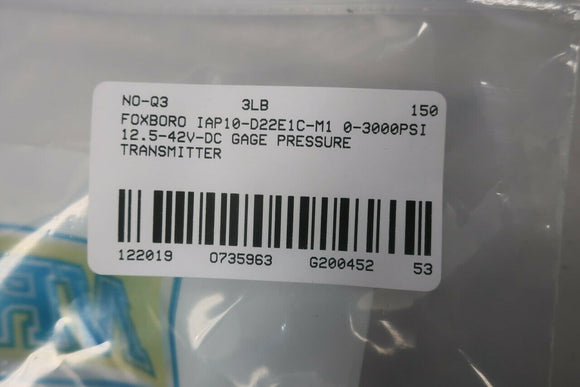 NO-Q3 3LB 150
FOXBORO IAP10-D22E1C-M1 0-3000PSI
12.5-42V-DC GAGE PRESSURE
TRANSMITTER
122019 0735963 G200452 53